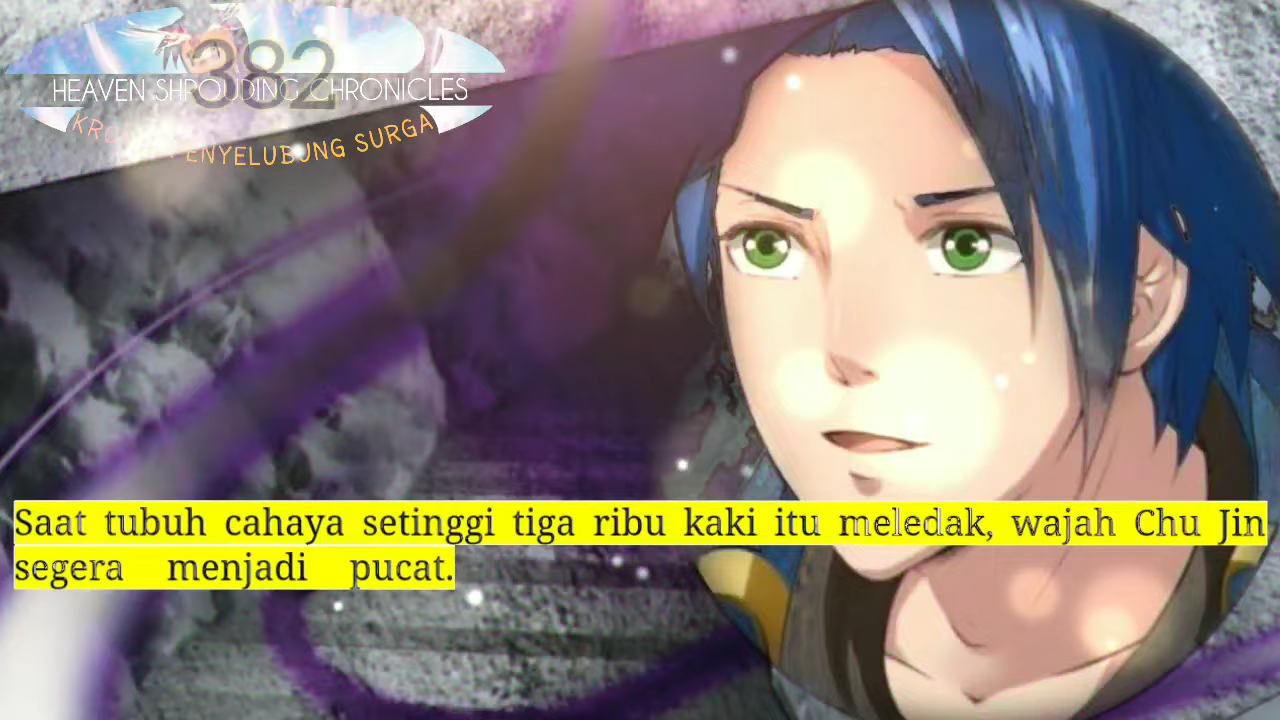 382
HEAVEN SHROUDING CHRONICLES
PENYELUBUNG SURGA
Saat tubuh cahaya setinggi tiga ribu kaki itu meledak, wajah Chu Jin
segera menjadi pucat.